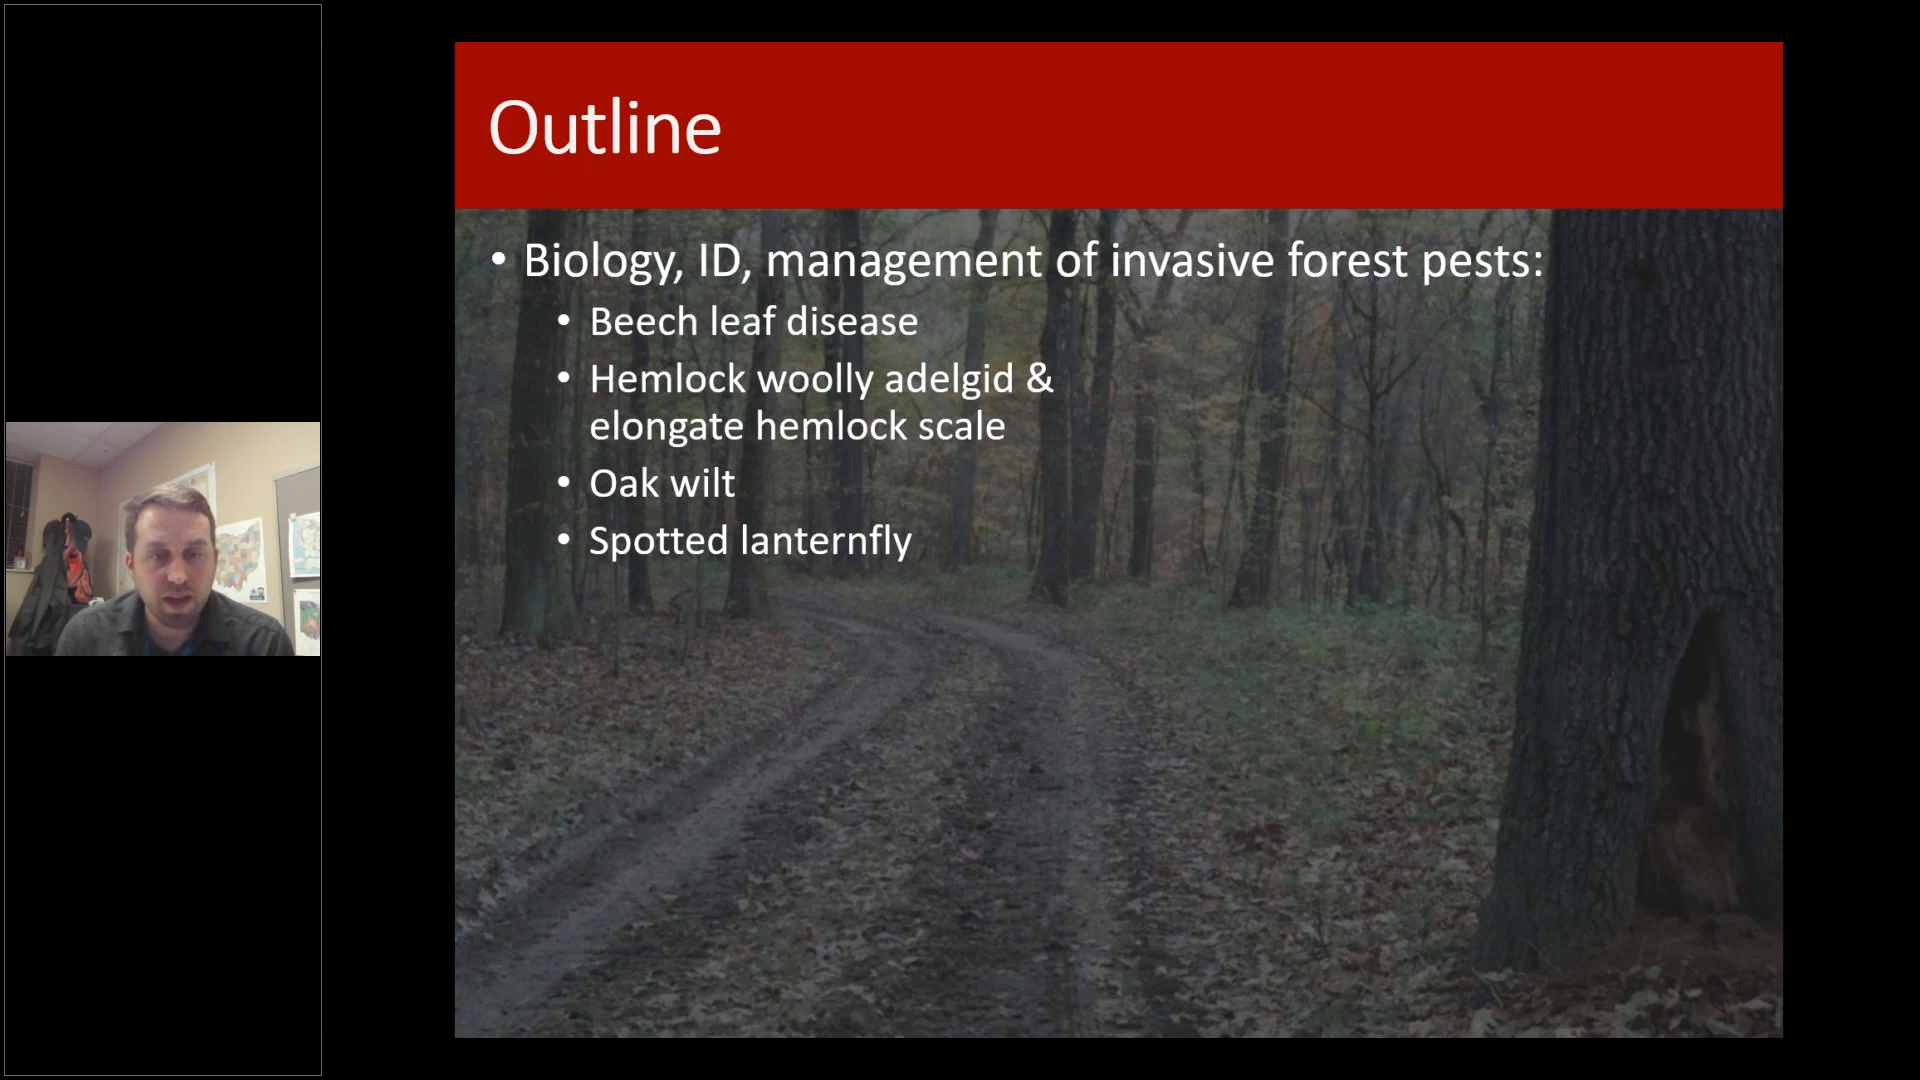 Outline
• Biology, ID, management of invasive forest pests:
• Beech leaf disease
• Hemlock woolly adelgid &
elongate hemlock scale
• Oak wilt
• Spotted lanternfly